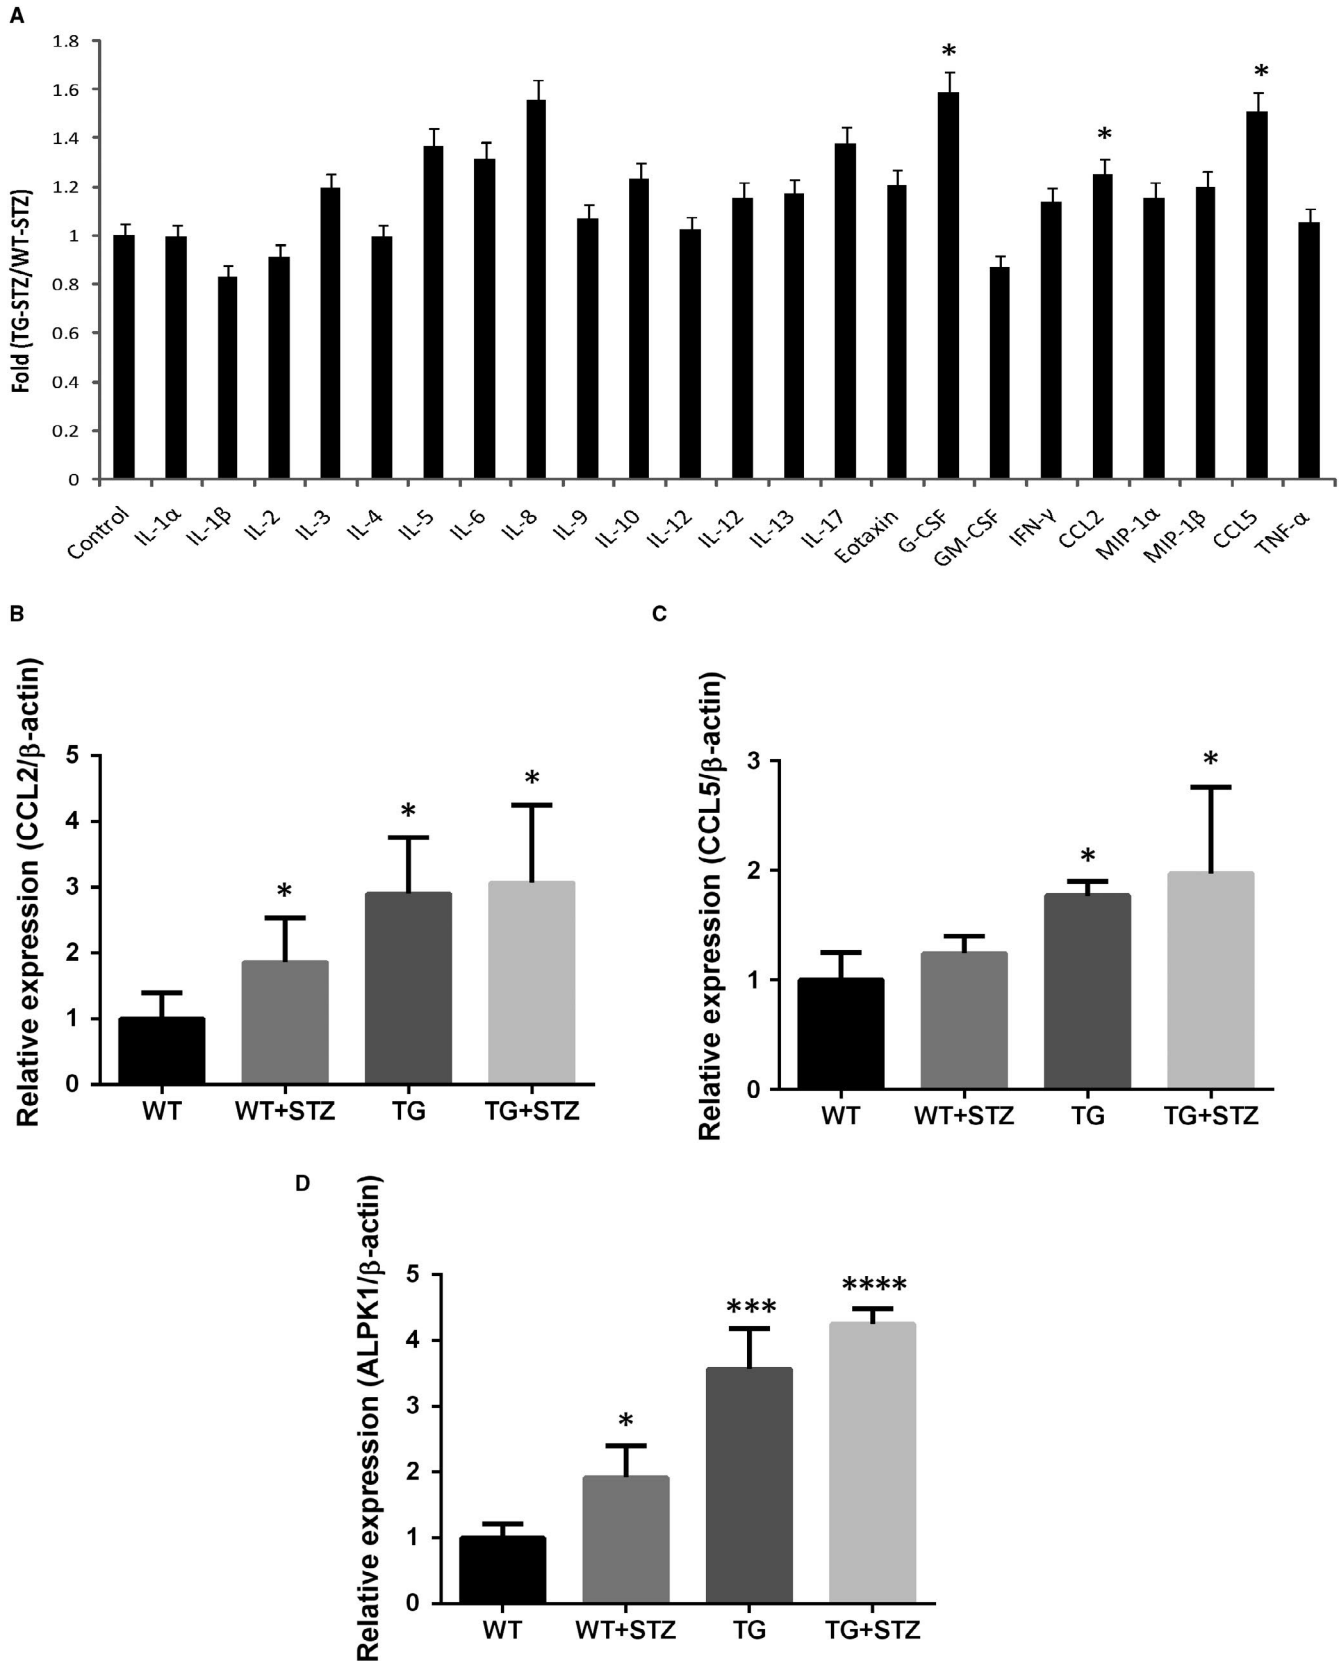 A
Fold (TG-STZ/WT-STZ)
1.8
1.6
1.4
1.2
1
0.8
0.6
0.4
0.2
0
* * *
Control IL-1α IL-1β IL-2 IL-3 IL-4 IL-5 IL-6 IL-8 IL-9 IL-10 IL-12 IL-12 IL-13 IL-17 Eotaxin G-CSF GM-CSF IFN-γ CCL2 MIP-1α MIP-1β CCL5 TNF-α
B
Relative expression (CCL2/β-actin)
5
4
3
2
1
0
* * *
WT WT+STZ TG TG+STZ
C
Relative expression (CCL5/β-actin)
3
2
1
0
* *
WT WT+STZ TG TG+STZ
D
Relative expression (ALPK1/β-actin)
5
4
3
2
1
0
* *** ****
WT WT+STZ TG TG+STZ